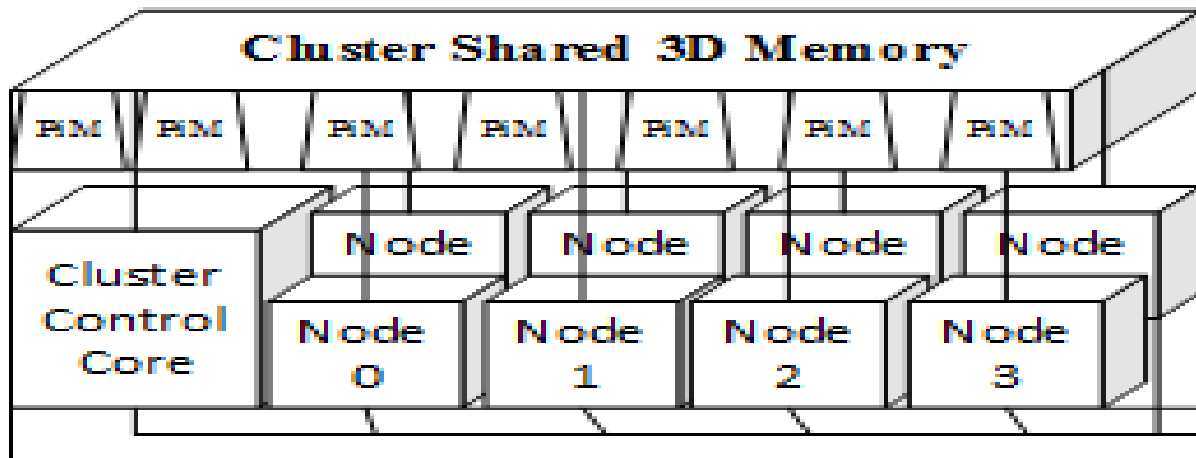 Cluster Shared 3D Memory
PiM PiM PiM PiM PiM PiM PiM
Node Node Node Node
Cluster
Control
Core
Node
0
Node
1
Node
2
Node
3